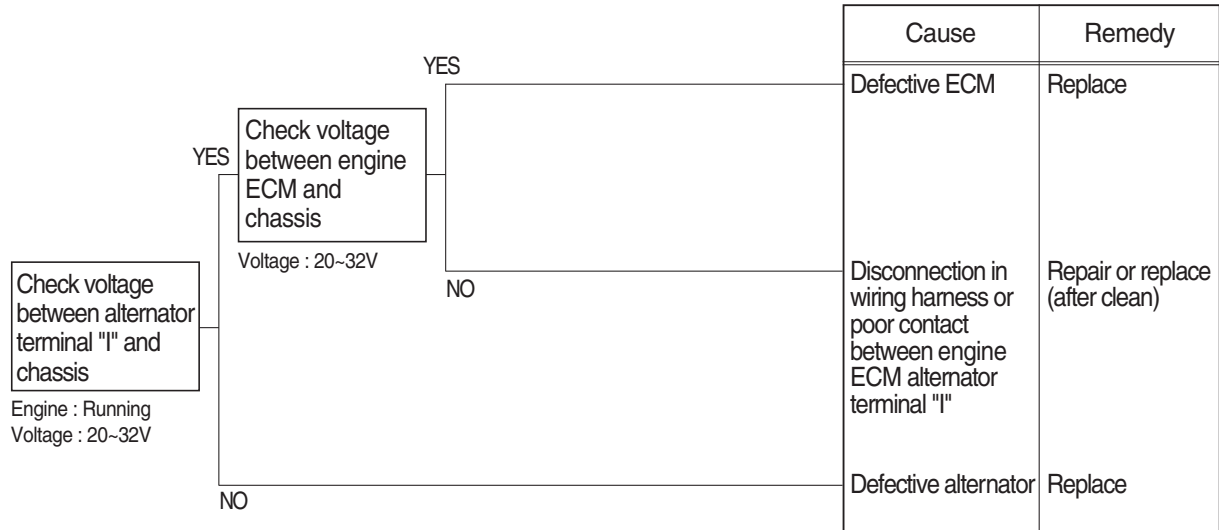 Cause
Remedy
YES
Defective ECM
Replace
Check voltage
between engine
ECM and
chassis
YES
Voltage : 20~32V
NO
Disconnection in
wiring harness or
poor contact
between engine
ECM alternator
terminal "I"
Repair or replace
(after clean)
Check voltage
between alternator
terminal "I" and
chassis
Engine : Running
Voltage : 20~32V
NO
Defective alternator
Replace